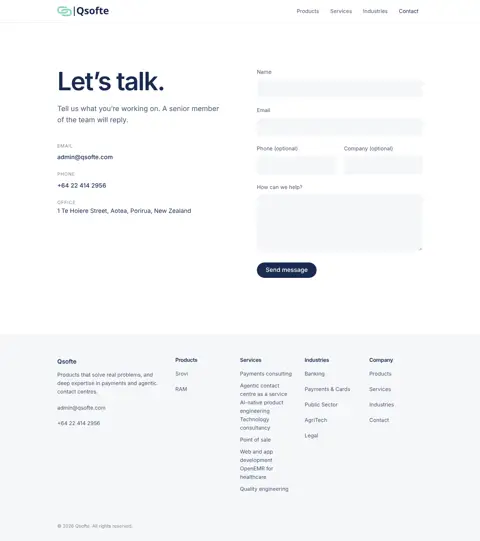 Qsofte
Products Services Industries Contact
Let's talk.
Tell us what you're working on. A senior member
of the team will reply.
EMAIL
admin@qsofte.com
PHONE
+64 22 414 2956
OFFICE
1 Te Hoiere Street, Aotea, Porirua, New Zealand
Name
Email
Phone (optional) Company (optional)
How can we help?
Send message
Qsofte
Products that solve real problems, and
deep expertise in payments and agentic
contact centres.
admin@qsofte.com
+64 22 414 2956
Products
Srovi
RAM
Services
Payments consulting
Agentic contact
centre as a service
AI-native product
engineering
Technology
consultancy
Point of sale
Web and app
development
OpenEMR for
healthcare
Quality engineering
Industries
Banking
Payments & Cards
Public Sector
AgriTech
Legal
Company
Products
Services
Industries
Contact
© 2026 Qsofte. All rights reserved.